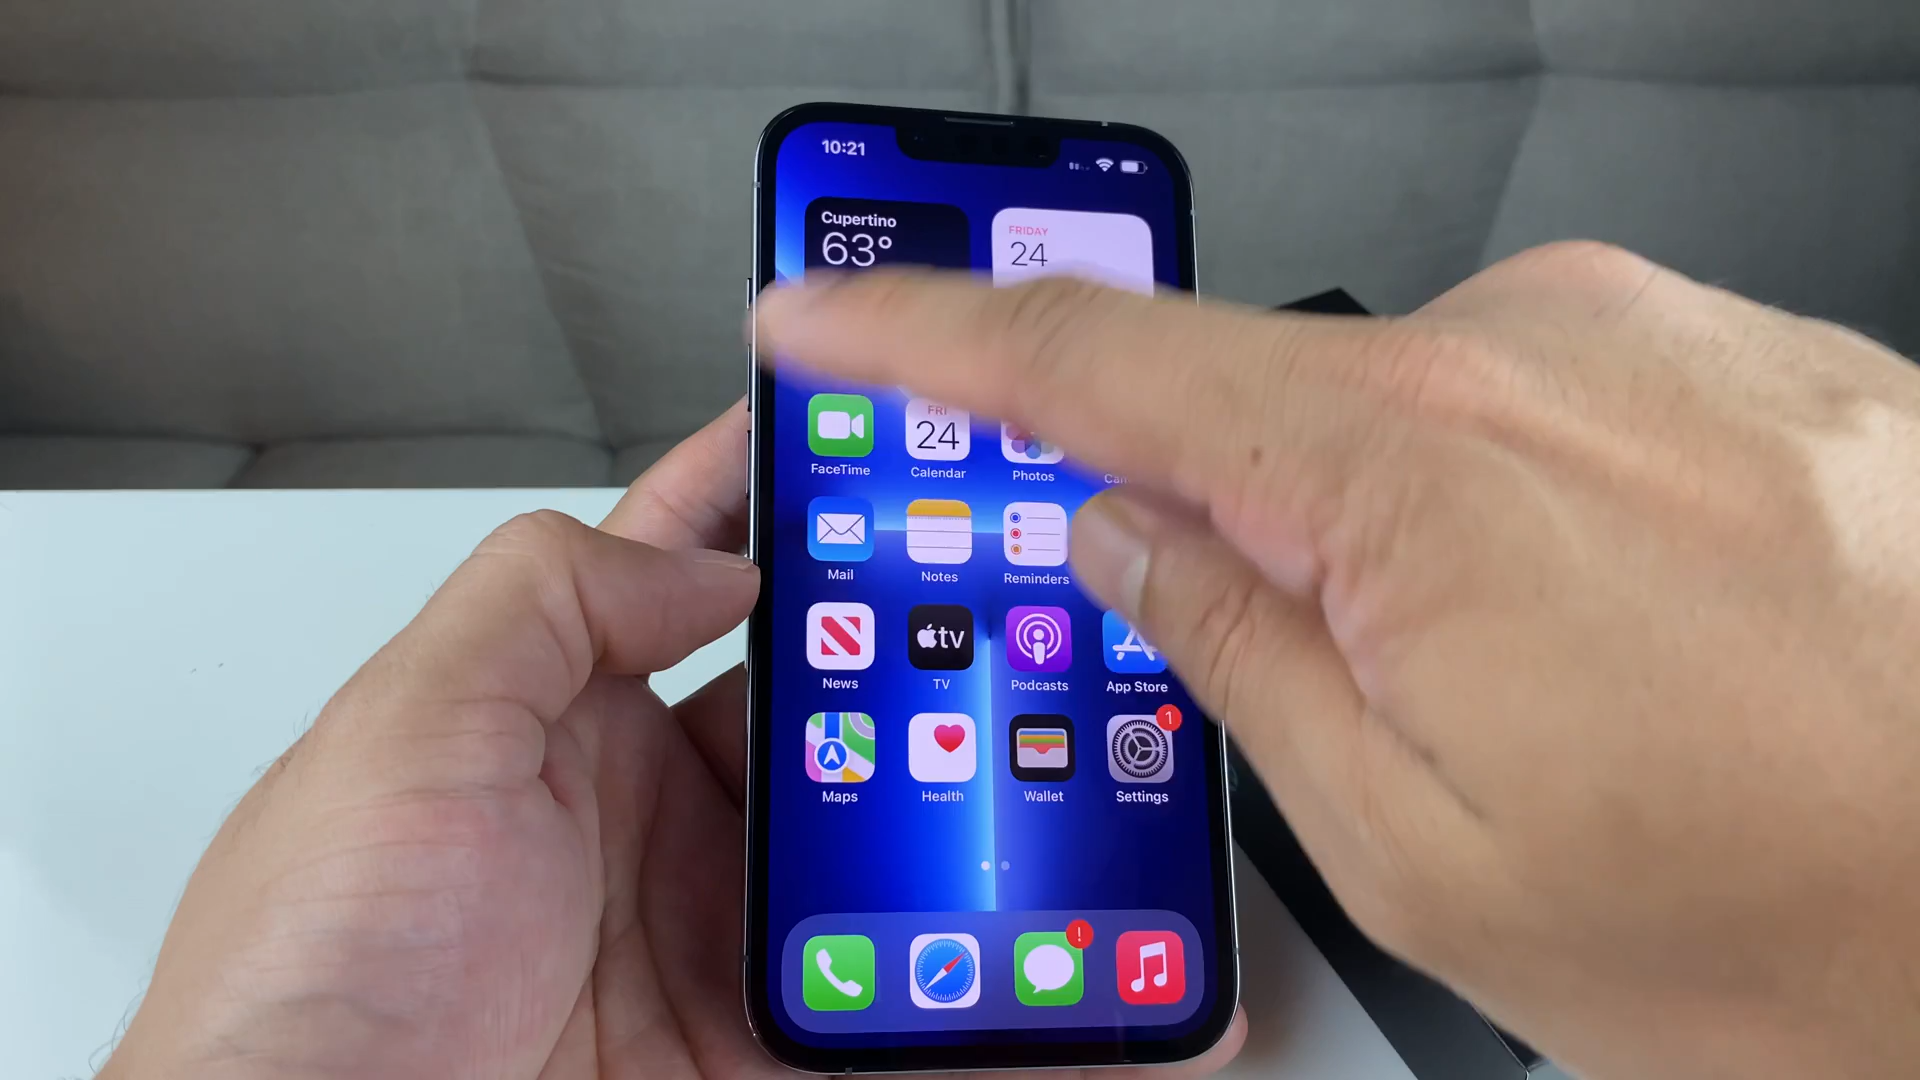 10:21
Cupertino
63°
FRIDAY
24
FRI
24
FaceTime
Calendar
Photos
Mail
Notes
Reminders
tv
News
TV
Podcasts
App Store
1
Maps
Health
Wallet
Settings
!